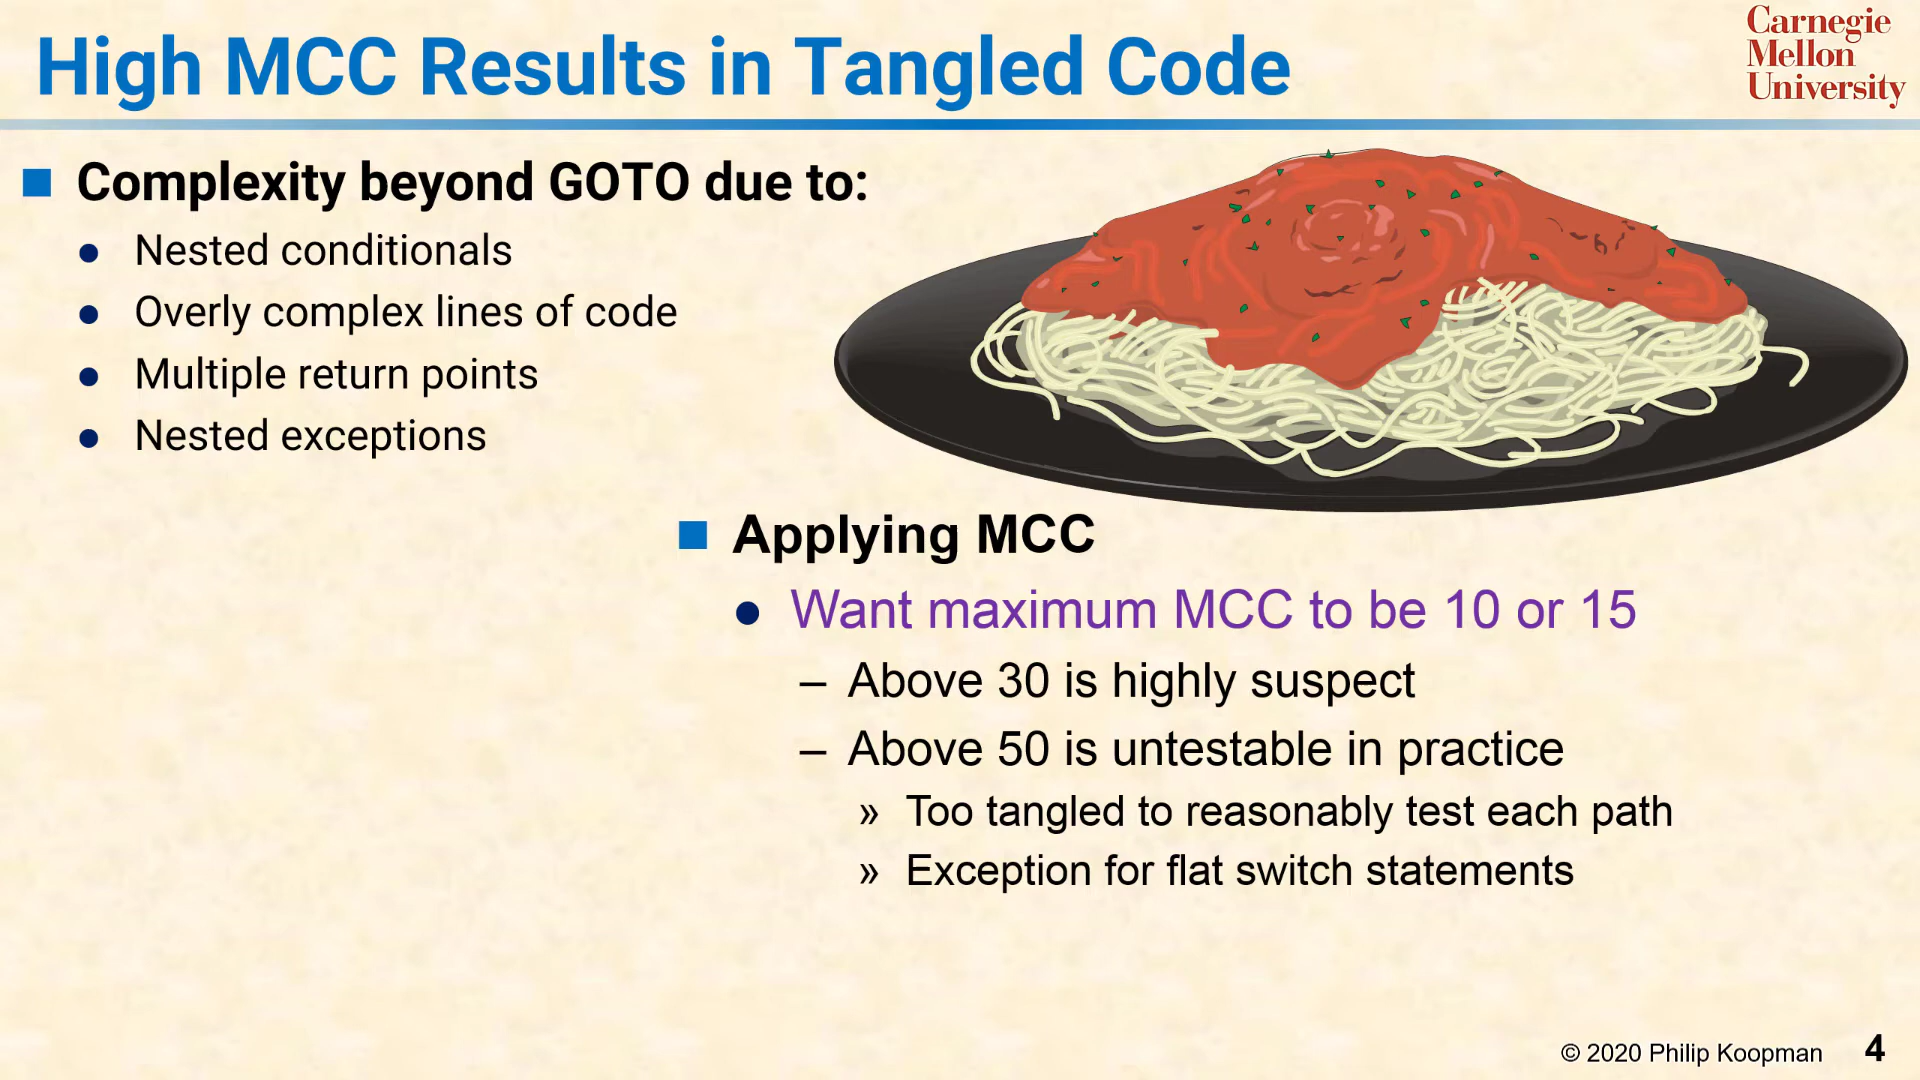 High MCC Results in Tangled Code
Carnegie
Mellon
University
■ Complexity beyond GOTO due to:
● Nested conditionals
● Overly complex lines of code
● Multiple return points
● Nested exceptions
■ Applying MCC
● Want maximum MCC to be 10 or 15
– Above 30 is highly suspect
– Above 50 is untestable in practice
» Too tangled to reasonably test each path
» Exception for flat switch statements
© 2020 Philip Koopman 4